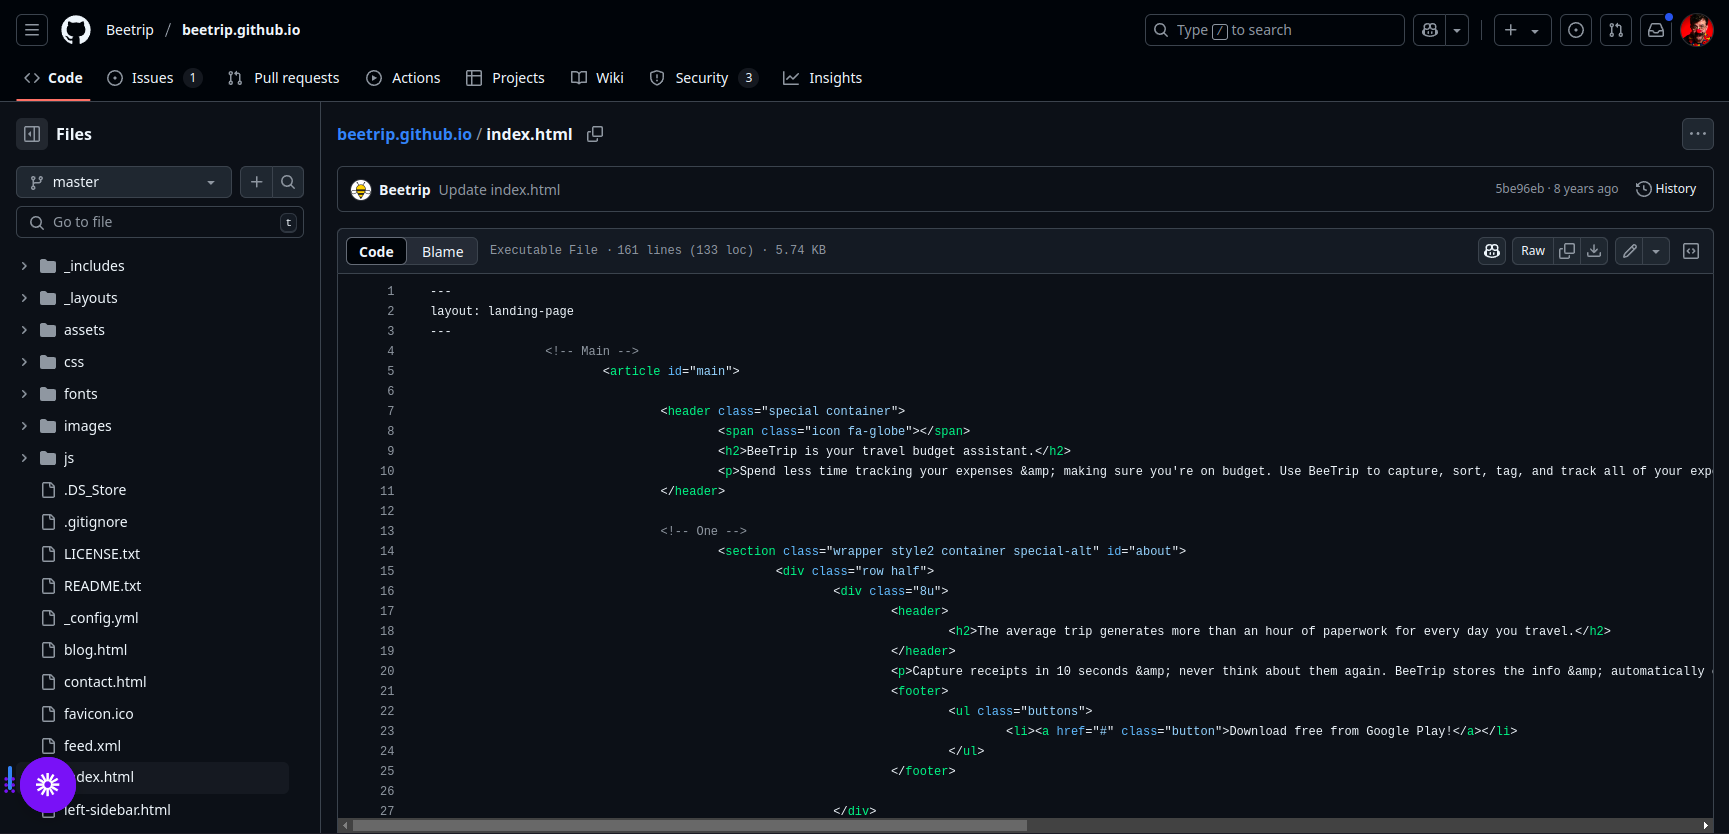 Beetrip / beetrip.github.io
Type / to search
Code
Issues 1
Pull requests
Actions
Projects
Wiki
Security 3
Insights
Files
master
Go to file t
_includes
_layouts
assets
css
fonts
images
js
.DS_Store
.gitignore
LICENSE.txt
README.txt
_config.yml
blog.html
contact.html
favicon.ico
feed.xml
ndex.html
left-sidebar.html
beetrip.github.io / index.html
Beetrip Update index.html
5be96eb · 8 years ago History
Code Blame Executable File · 161 lines (133 loc) · 5.74 KB
Raw
1 ---
2 layout: landing-page
3 ---
4 <!-- Main -->
5 <article id="main">
6
7 <header class="special container">
8 <span class="icon fa-globe"></span>
9 <h2>BeeTrip is your travel budget assistant.</h2>
10 <p>Spend less time tracking your expenses &amp; making sure you're on budget. Use BeeTrip to capture, sort, tag, and track all of your exp
11 </header>
12
13 <!-- One -->
14 <section class="wrapper style2 container special-alt" id="about">
15 <div class="row half">
16 <div class="8u">
17 <header>
18 <h2>The average trip generates more than an hour of paperwork for every day you travel.</h2>
19 </header>
20 <p>Capture receipts in 10 seconds &amp; never think about them again. BeeTrip stores the info &amp; automatically
21 <footer>
22 <ul class="buttons">
23 <li><a href="#" class="button">Download free from Google Play!</a></li>
24 </ul>
25 </footer>
26
27 </div>